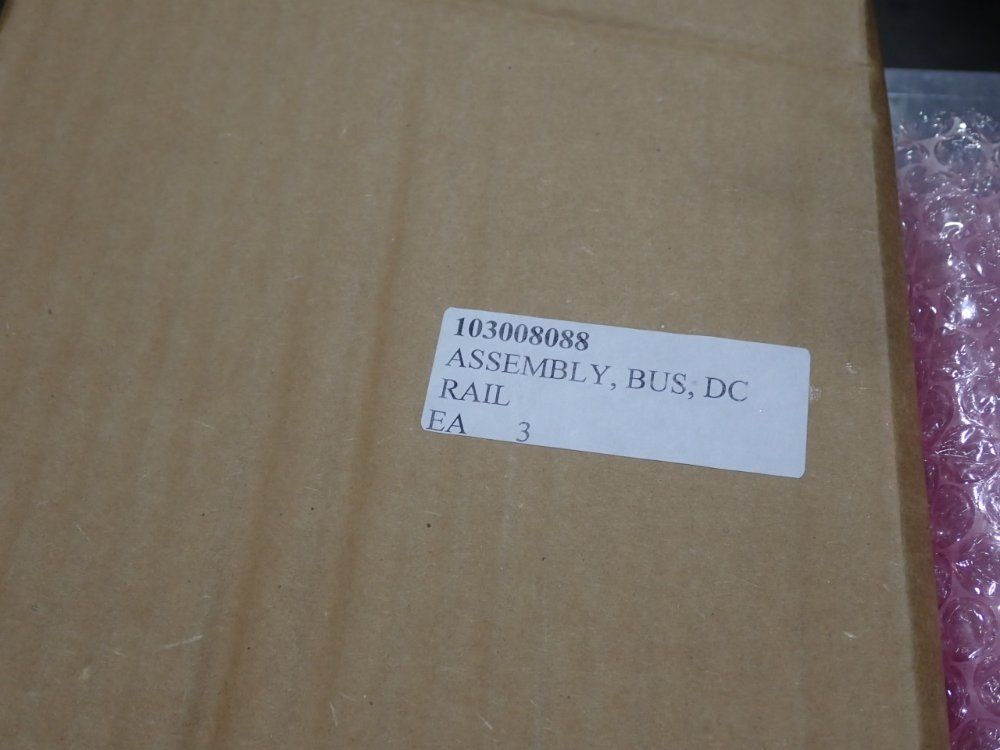 103008088
ASSEMBLY, BUS, DC
RAIL
EA 3